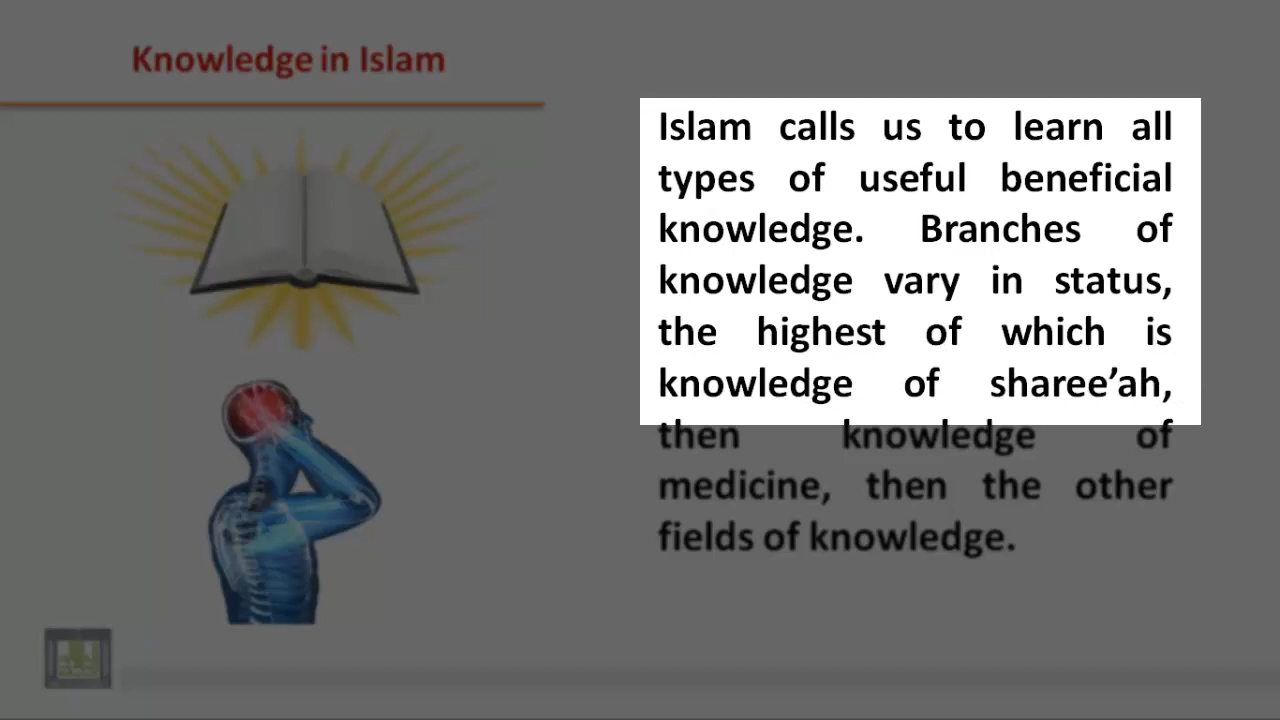 Knowledge in Islam
Islam calls us to learn all
types of useful beneficial
knowledge. Branches of
knowledge vary in status,
the highest of which is
knowledge of sharee’ah,
then knowledge of
medicine, then the other
fields of knowledge.